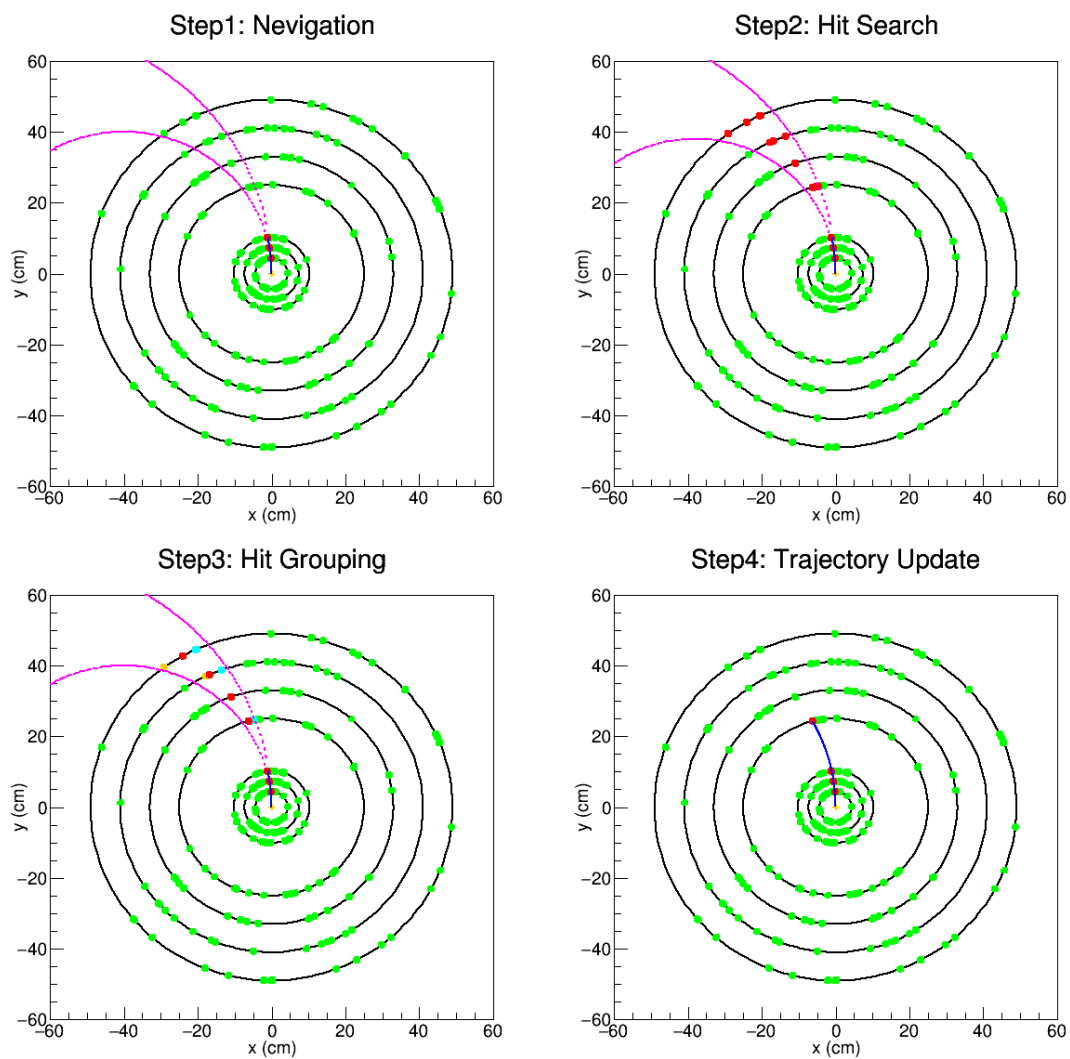 Step1: Nevigation
60
40
20
0
−20
−40
−60
y (cm)
−60 −40 −20 0 20 40 60
x (cm)
Step2: Hit Search
60
40
20
0
−20
−40
−60
y (cm)
−60 −40 −20 0 20 40 60
x (cm)
Step3: Hit Grouping
60
40
20
0
−20
−40
−60
y (cm)
−60 −40 −20 0 20 40 60
x (cm)
Step4: Trajectory Update
60
40
20
0
−20
−40
−60
y (cm)
−60 −40 −20 0 20 40 60
x (cm)